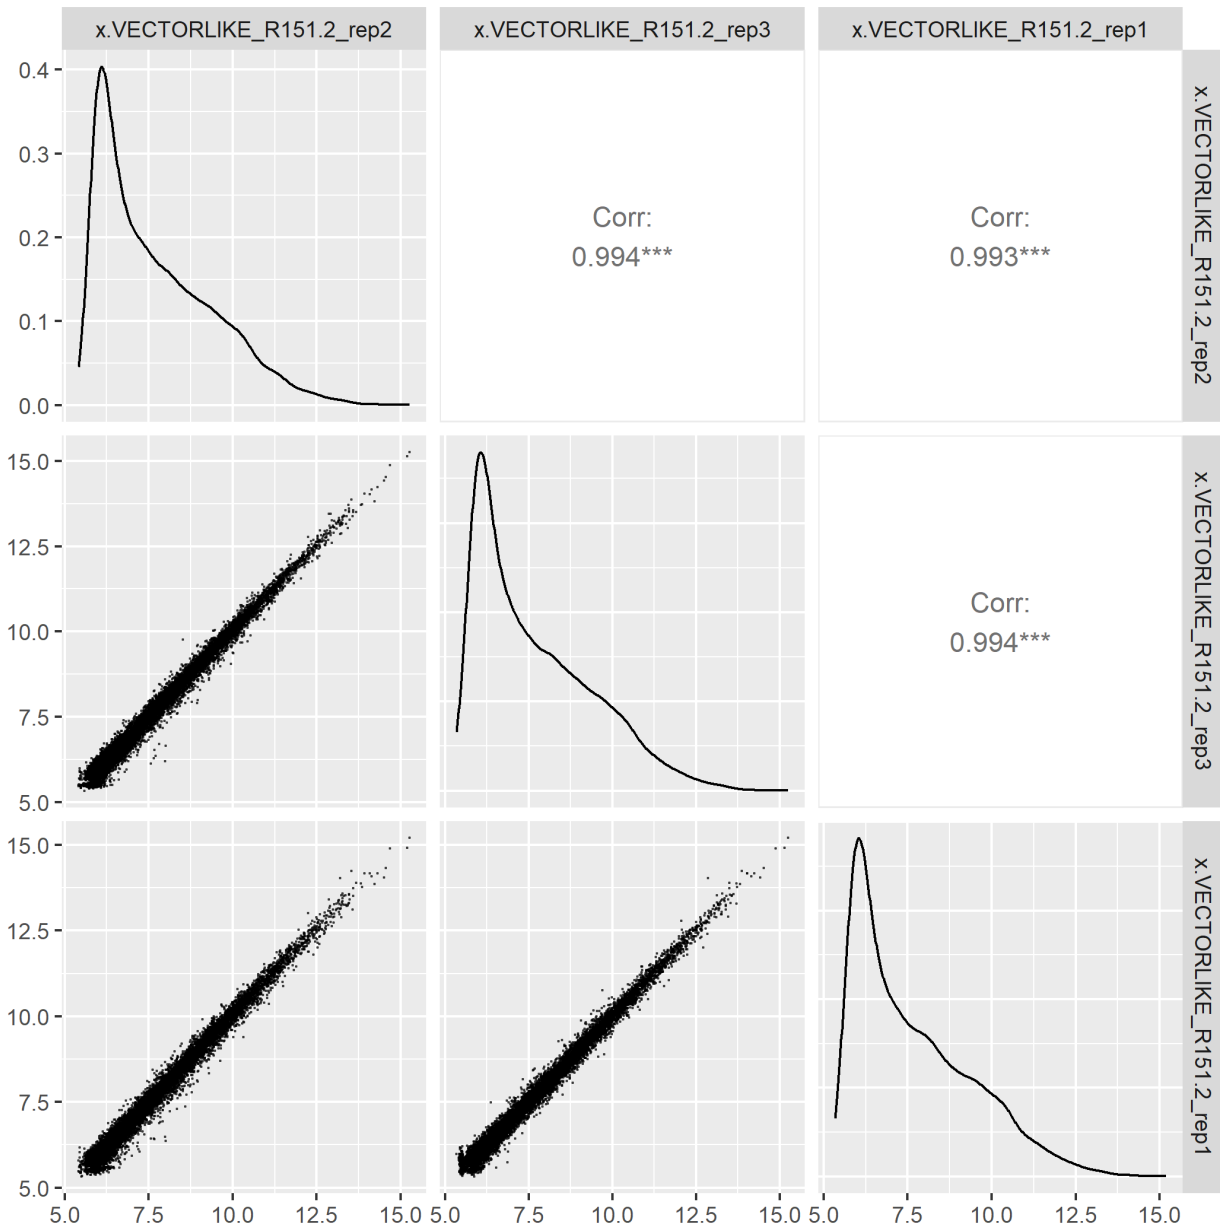 x.VECTORLIKE_R151.2_rep2
x.VECTORLIKE_R151.2_rep3
x.VECTORLIKE_R151.2_rep1
0.4
0.3
0.2
0.1
0.0
Corr:
0.994***
Corr:
0.993***
x.VECTORLIKE_R151.2_rep2
15.0
12.5
10.0
7.5
5.0
Corr:
0.994***
x.VECTORLIKE_R151.2_rep3
15.0
12.5
10.0
7.5
5.0
x.VECTORLIKE_R151.2_rep1
5.0 7.5 10.0 12.5 15.0
5.0 7.5 10.0 12.5 15.0
5.0 7.5 10.0 12.5 15.0